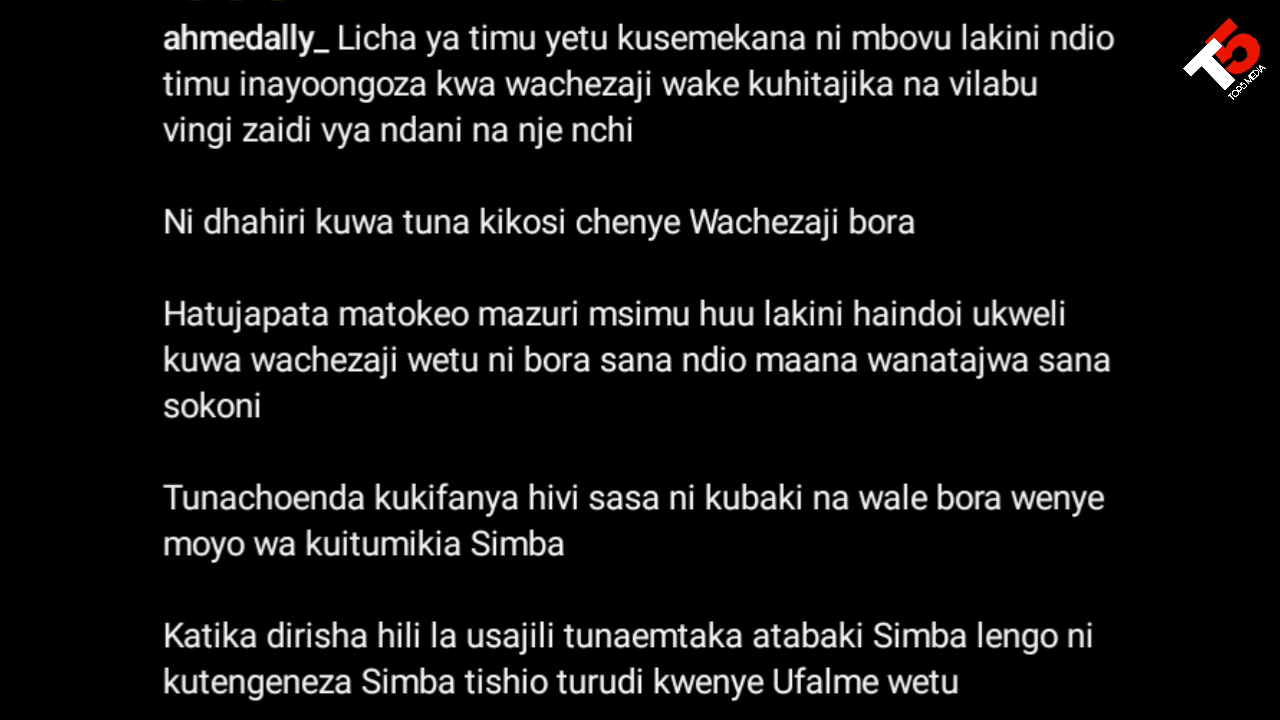 ahmedally_ Licha ya timu yetu kusemekana ni mbovu lakini ndio
timu inayoongoza kwa wachezaji wake kuhitajika na vilabu
vingi zaidi vya ndani na nje nchi
Ni dhahiri kuwa tuna kikosi chenye Wachezaji bora
Hatujapata matokeo mazuri msimu huu lakini haindoi ukweli
kuwa wachezaji wetu ni bora sana ndio maana wanatajwa sana
sokoni
Tunachoenda kukifanya hivi sasa ni kubaki na wale bora wenye
moyo wa kuitumikia Simba
Katika dirisha hili la usajili tunaemtaka atabaki Simba lengo ni
kutengeneza Simba tishio turudi kwenye Ufalme wetu
T5
TOP5 MEDIA